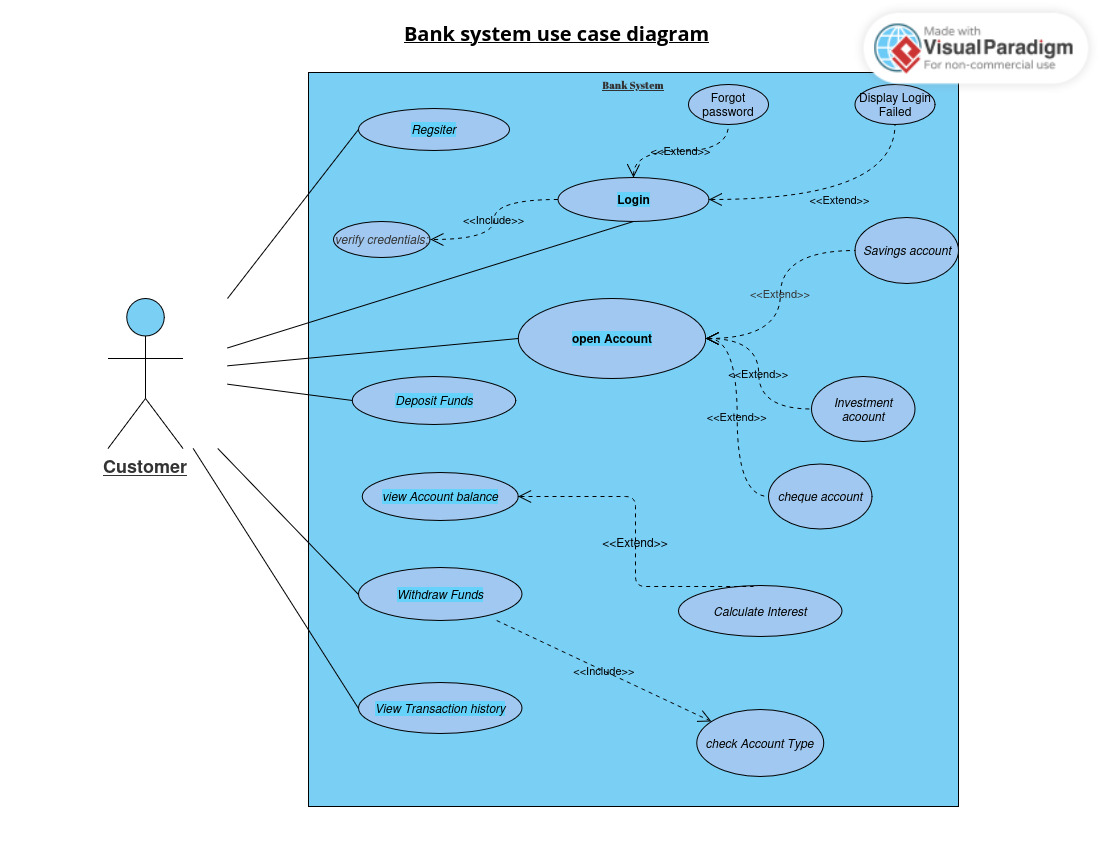 Bank system use case diagram
Made with
VisualParadigm
For non-commercial use
Bank System
Forgot
password
Display Login
Failed
Regsiter
<<Extend>>
Login
<<Extend>>
<<Include>>
verify credentials;
Savings account
<<Extend>>
open Account
<<Extend>>
Deposit Funds
Investment
acoount
<<Extend>>
Customer
view Account balance
cheque account
<<Extend>>
Withdraw Funds
Calculate Interest
<<Include>>
View Transaction history
check Account Type